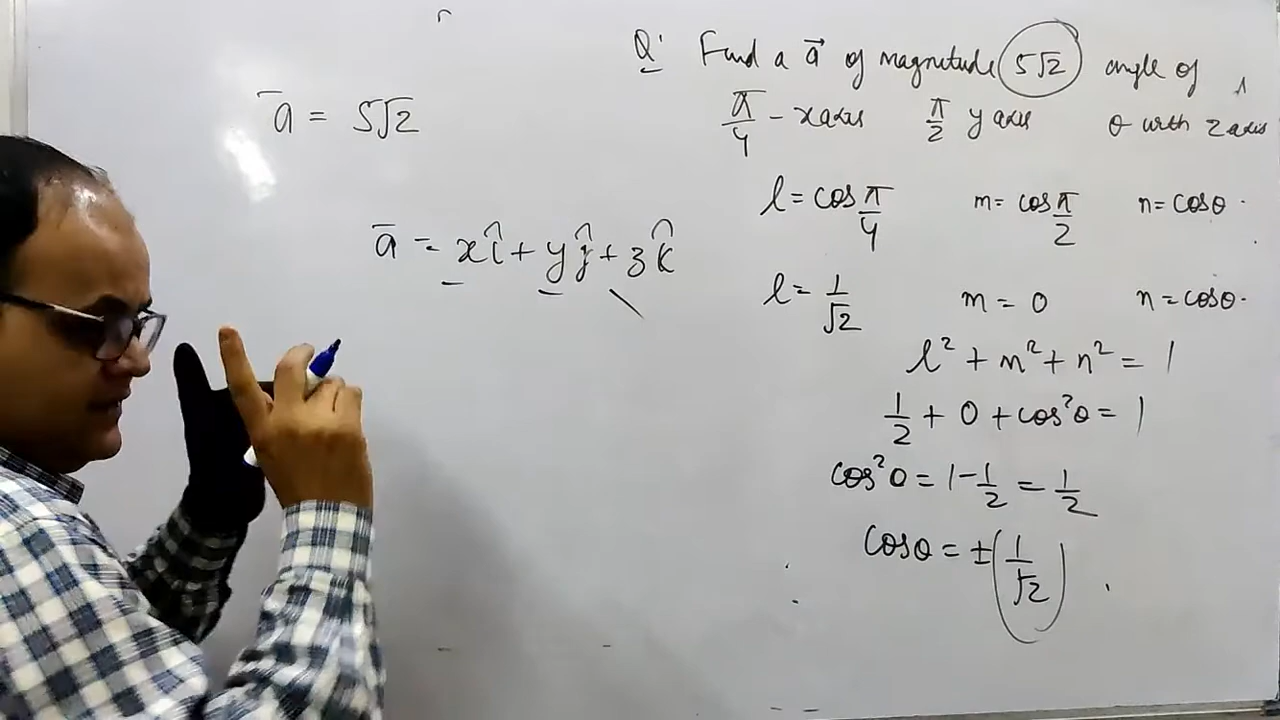 Q. Find a a⃗ of magnitude 5√2 angle of
π/4 - x axis π/2 y axis θ with z axis
l = cos π/4 m = cos π/2 n = cosθ.
l = 1/√2 m = 0 n = cosθ.
l² + m² + n² = 1
1/2 + 0 + cos²θ = 1
cos²θ = 1 - 1/2 = 1/2
cosθ = ± (1/√2)
a̅ = 5√2
a̅ = xî + yĵ + zk̂